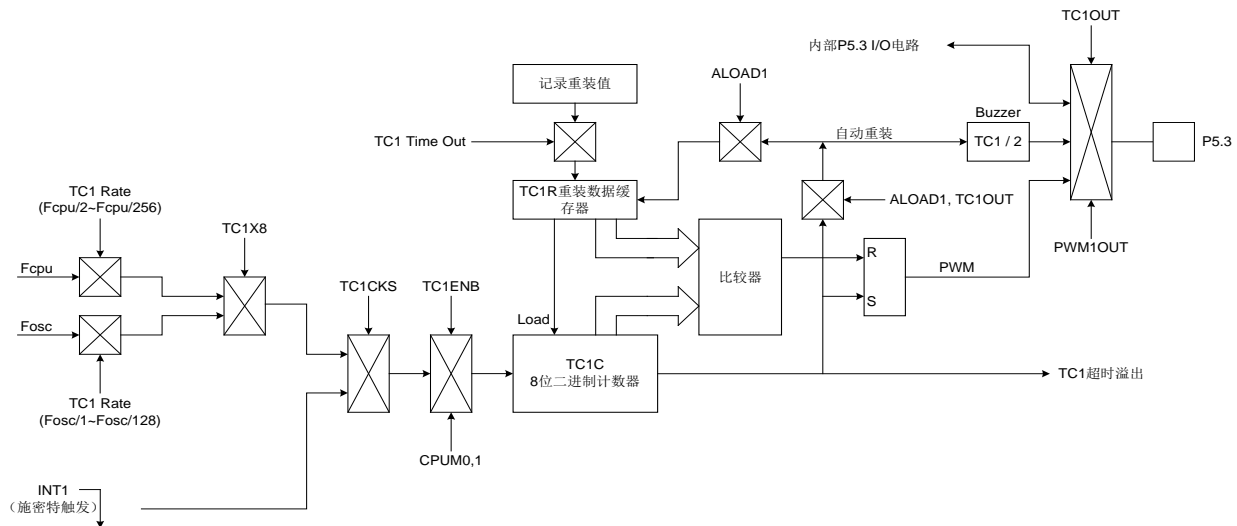 TC1OUT
内部P5.3 I/O电路
记录重装值
ALOAD1
Buzzer
TC1 Time Out
自动重装
TC1 / 2
P5.3
TC1 Rate
(Fcpu/2~Fcpu/256)
TC1R重装数据缓
存器
ALOAD1, TC1OUT
TC1X8
PWM1OUT
Fcpu
TC1CKS
TC1ENB
比较器
R
PWM
S
Fosc
Load
TC1C
8位二进制计数器
TC1超时溢出
TC1 Rate
(Fosc/1~Fosc/128)
CPUM0,1
INT1
（施密特触发）